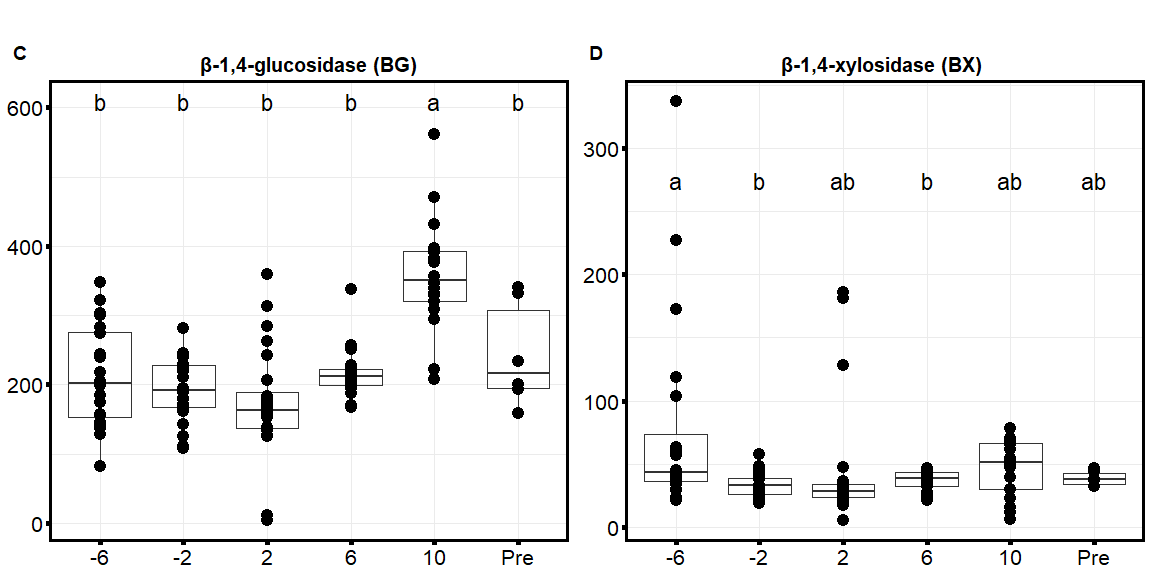 C
β-1,4-glucosidase (BG)
600
400
200
0
b b b b a b
-6 -2 2 6 10 Pre
D
β-1,4-xylosidase (BX)
300
200
100
0
a b ab b ab ab
-6 -2 2 6 10 Pre